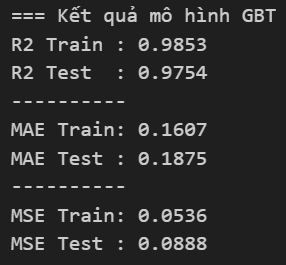 === Kết quả mô hình GBT
R2 Train : 0.9853
R2 Test  : 0.9754
----------
MAE Train: 0.1607
MAE Test : 0.1875
----------
MSE Train: 0.0536
MSE Test : 0.0888